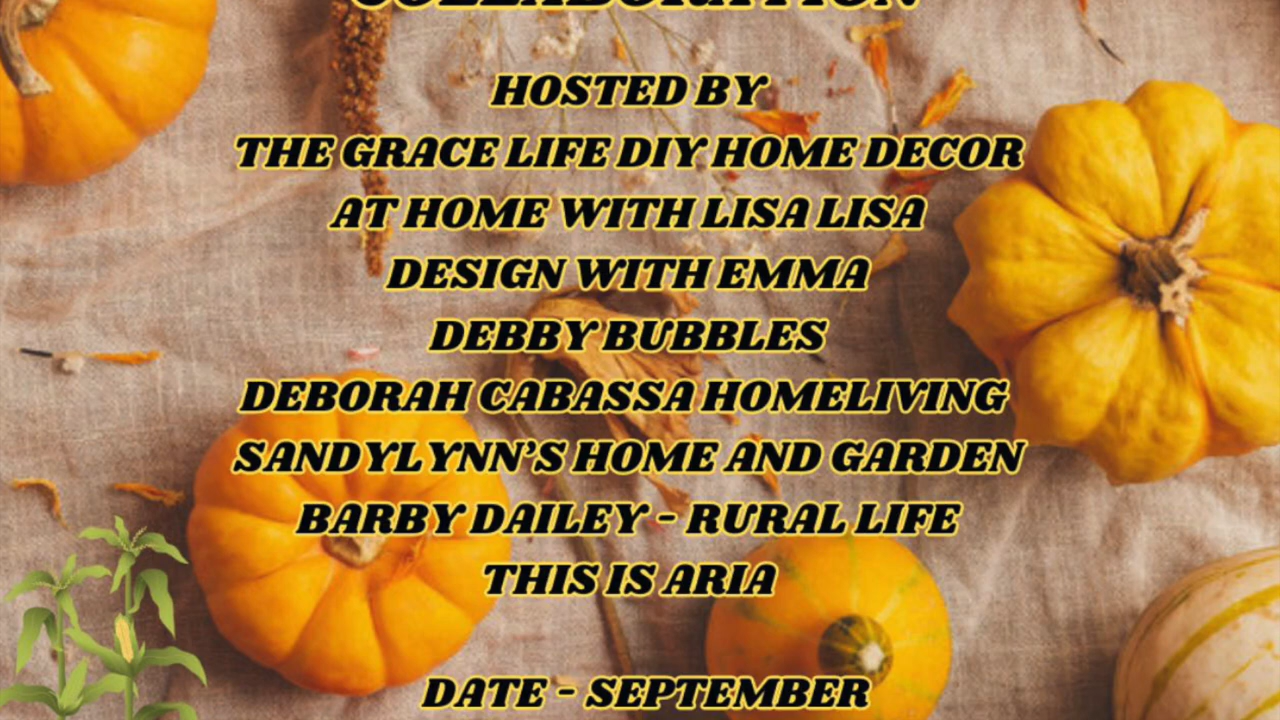 COLLABORATION
HOSTED BY
THE GRACE LIFE DIY HOME DECOR
AT HOME WITH LISA LISA
DESIGN WITH EMMA
DEBBY BUBBLES
DEBORAH CABASSA HOMELIVING
SANDYLYNN'S HOME AND GARDEN
BARBY DAILEY - RURAL LIFE
THIS IS ARIA
DATE - SEPTEMBER